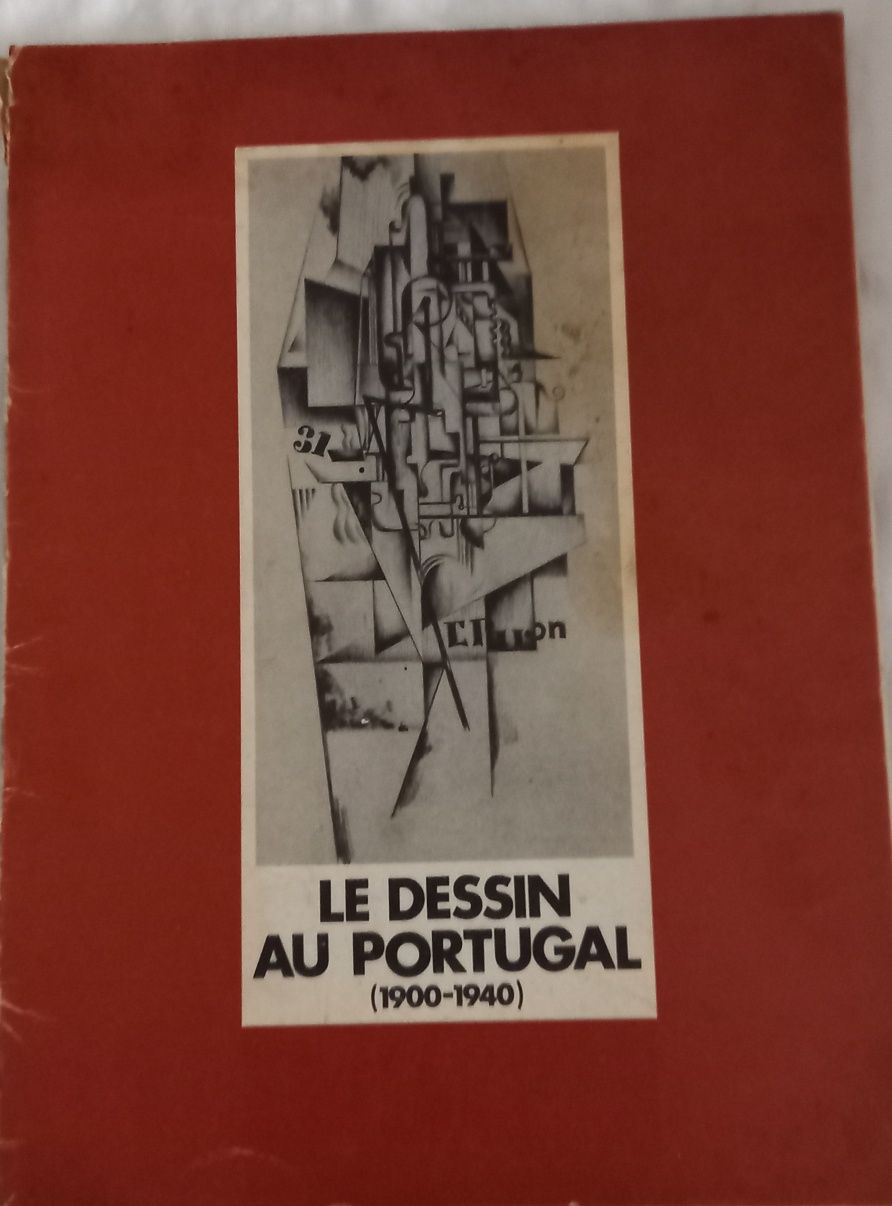 31
LE DESSIN
AU PORTUGAL
(1900-1940)